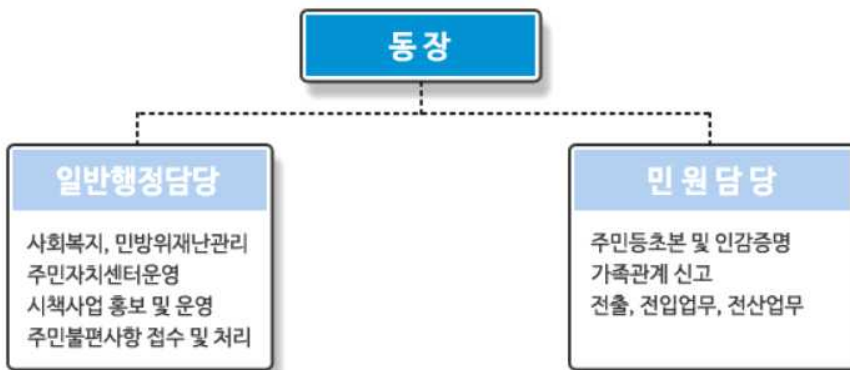 동 장
일반행정담당
사회복지, 민방위재난관리
주민자치센터운영
시책사업 홍보 및 운영
주민불편사항 접수 및 처리
민 원 담 당
주민등초본 및 인감증명
가족관계 신고
전출, 전입업무, 전산업무